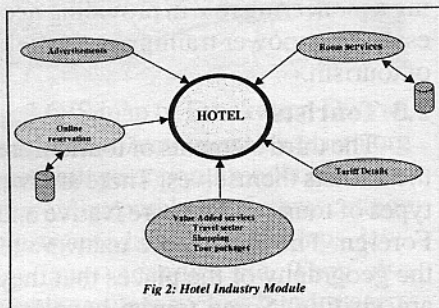 Advertisements
Room services
HOTEL
Online
reservation
Tariff Details
Value Added services
Travel sector
Shopping
Tour packages
Fig 2: Hotel Industry Module